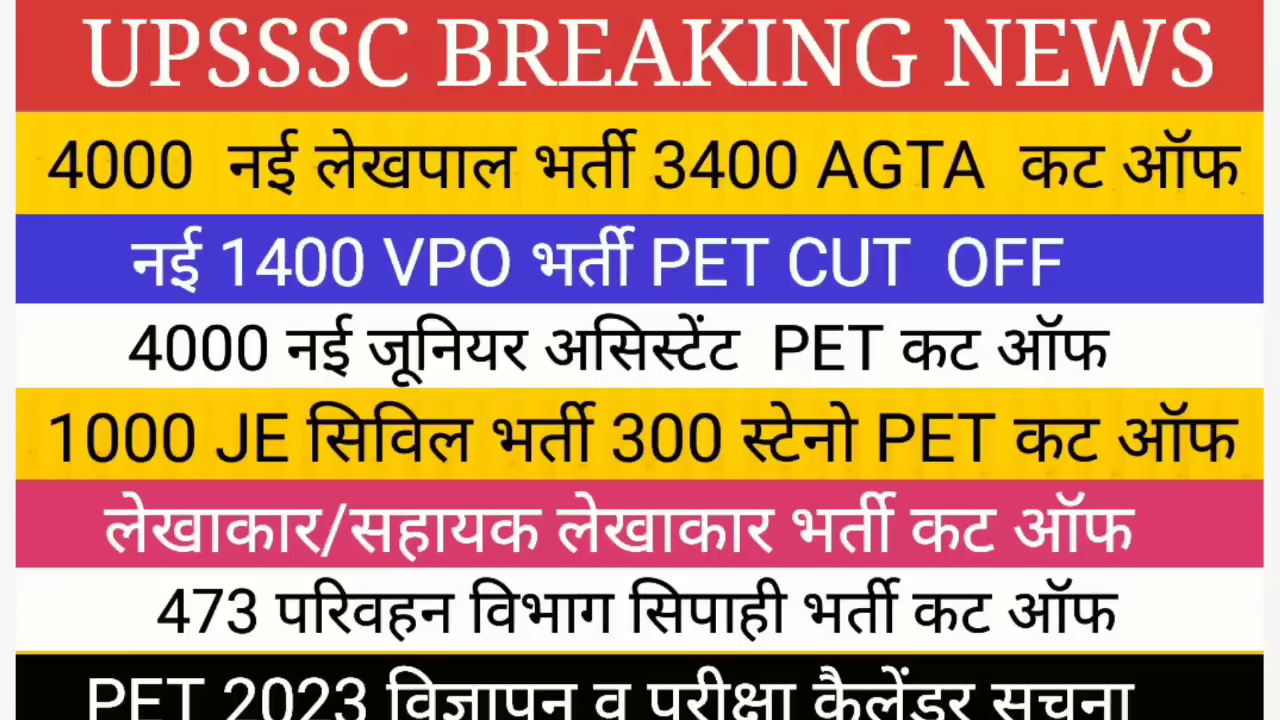 UPSSSC BREAKING NEWS
4000 नई लेखपाल भर्ती 3400 AGTA कट ऑफ
नई 1400 VPO भर्ती PET CUT OFF
4000 नई जूनियर असिस्टेंट PET कट ऑफ
1000 JE सिविल भर्ती 300 स्टेनो PET कट ऑफ
लेखाकार/सहायक लेखाकार भर्ती कट ऑफ
473 परिवहन विभाग सिपाही भर्ती कट ऑफ
PET 2023 विज्ञापन व परीक्षा कैलेंडर सूचना